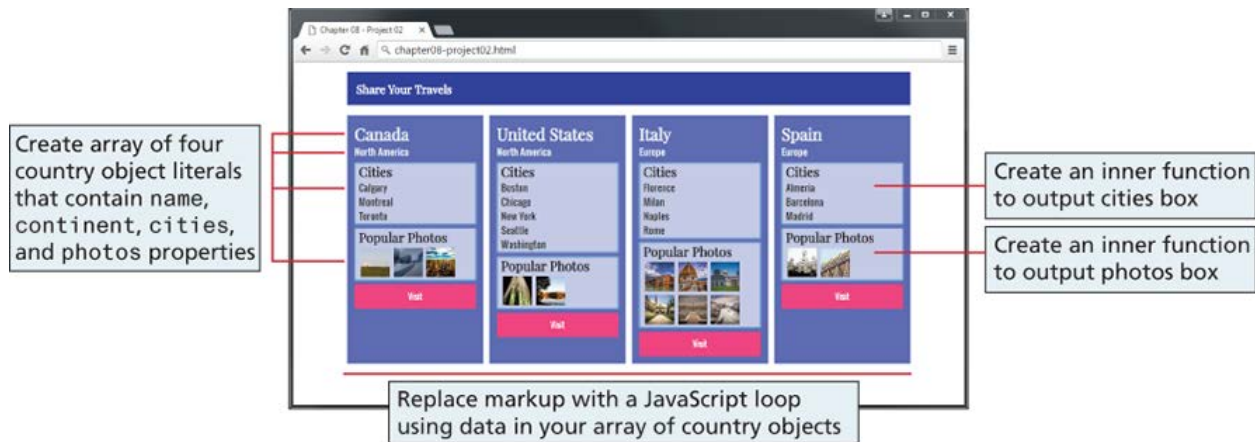 Chapter 08 - Project 02
chapter08-project02.html
Share Your Travels
Canada
North America
Cities
Calgary
Montreal
Toronto
Popular Photos
Visit
United States
North America
Cities
Boston
Chicago
New York
Seattle
Washington
Popular Photos
Visit
Italy
Europe
Cities
Florence
Milan
Naples
Rome
Popular Photos
Visit
Spain
Europe
Cities
Almeria
Barcelona
Madrid
Popular Photos
Visit
Create array of four
country object literals
that contain name,
continent, cities,
and photos properties
Create an inner function
to output cities box
Create an inner function
to output photos box
Replace markup with a JavaScript loop
using data in your array of country objects